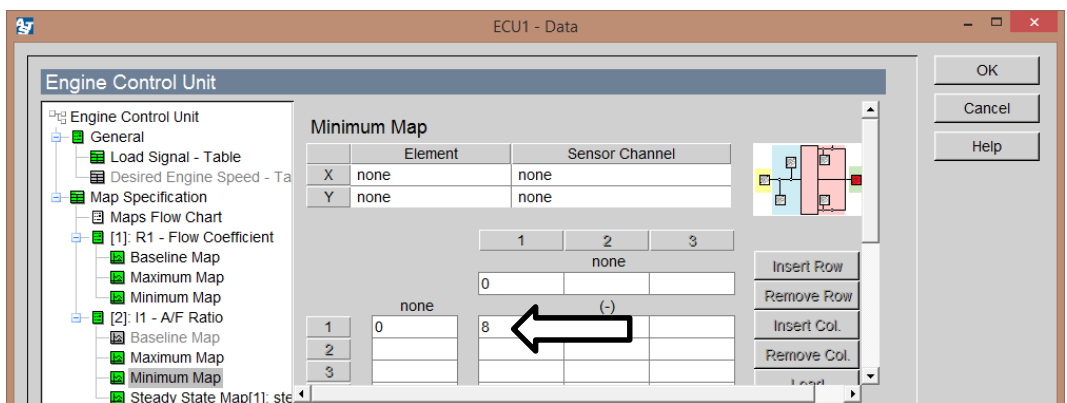 ECU1 - Data
Engine Control Unit
OK
Cancel
Help
Engine Control Unit
General
Load Signal - Table
Desired Engine Speed - Ta
Map Specification
Maps Flow Chart
[1]: R1 - Flow Coefficient
Baseline Map
Maximum Map
Minimum Map
[2]: I1 - A/F Ratio
Baseline Map
Maximum Map
Minimum Map
Steady State Map[1]: ste
Minimum Map
Element Sensor Channel
X none none
Y none none
1 2 3
none
0
none (-)
1 0 8
2
3
Insert Row
Remove Row
Insert Col.
Remove Col.
Load